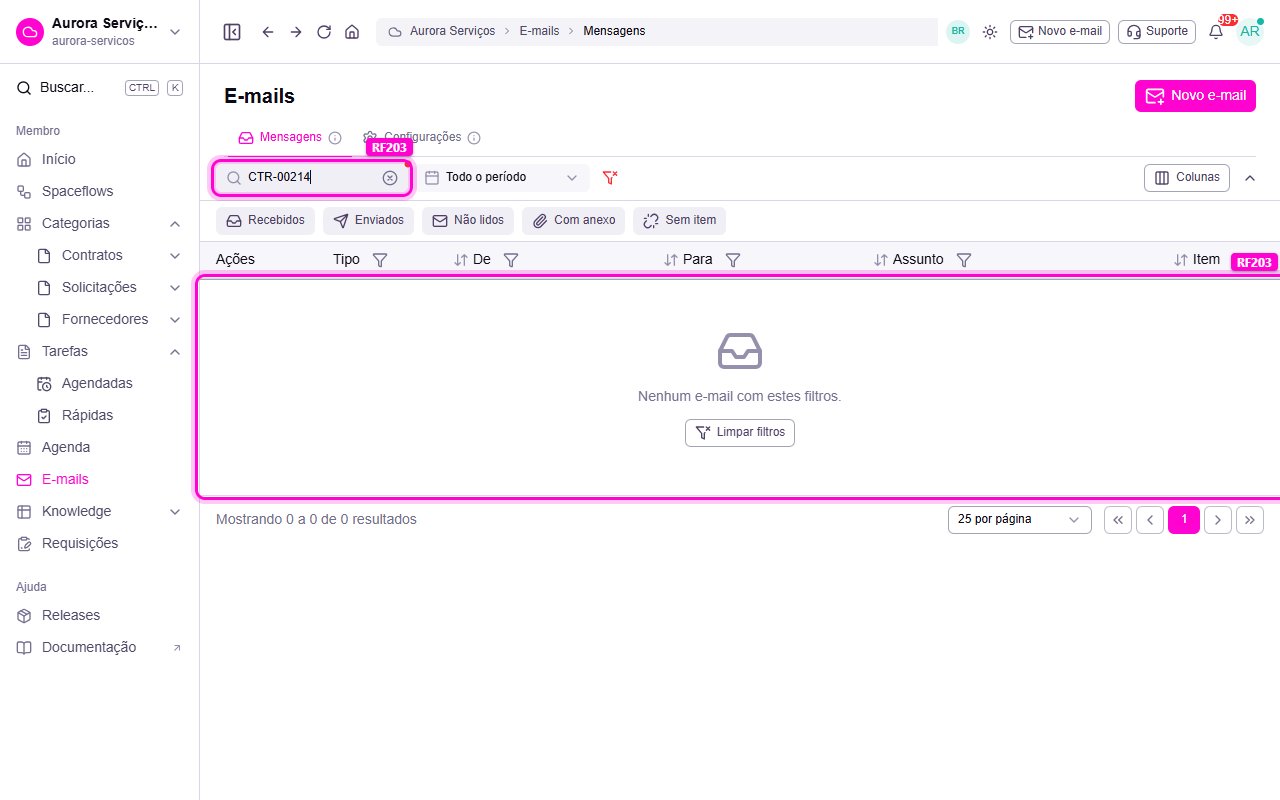 Aurora Serviç...
aurora-servicos
Aurora Serviços > E-mails > Mensagens
BR
Novo e-mail
Suporte
99+
AR
Buscar...
CTRL K
Membro
Início
Spaceflows
Categorias
Contratos
Solicitações
Fornecedores
Tarefas
Agendadas
Rápidas
Agenda
E-mails
Knowledge
Requisições
Ajuda
Releases
Documentação
E-mails
Novo e-mail
Mensagens
Configurações
RF203
CTR-00214
Todo o período
Colunas
Recebidos
Enviados
Não lidos
Com anexo
Sem item
Ações Tipo De Para Assunto Item
RF203
Nenhum e-mail com estes filtros.
Limpar filtros
Mostrando 0 a 0 de 0 resultados
25 por página
1